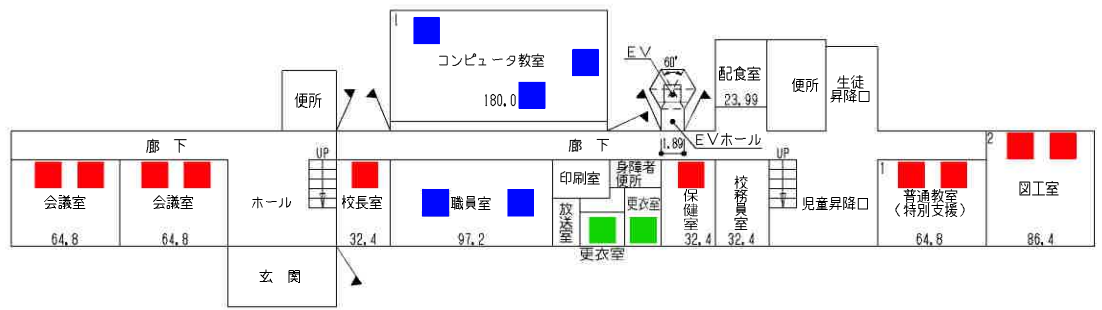 1
コンピュータ教室
180.0
EV
60°
配食室
23.99
便所
生徒
昇降口
便所
EVホール
1.89
廊下
廊下
UP
UP
2
会議室
64.8
会議室
64.8
ホール
校長室
32.4
職員室
97.2
印刷室
身障者
便所
放送室
更衣室
更衣室
保健室
32.4
校務員室
32.4
児童昇降口
1
普通教室
(特別支援)
64.8
図工室
86.4
玄関